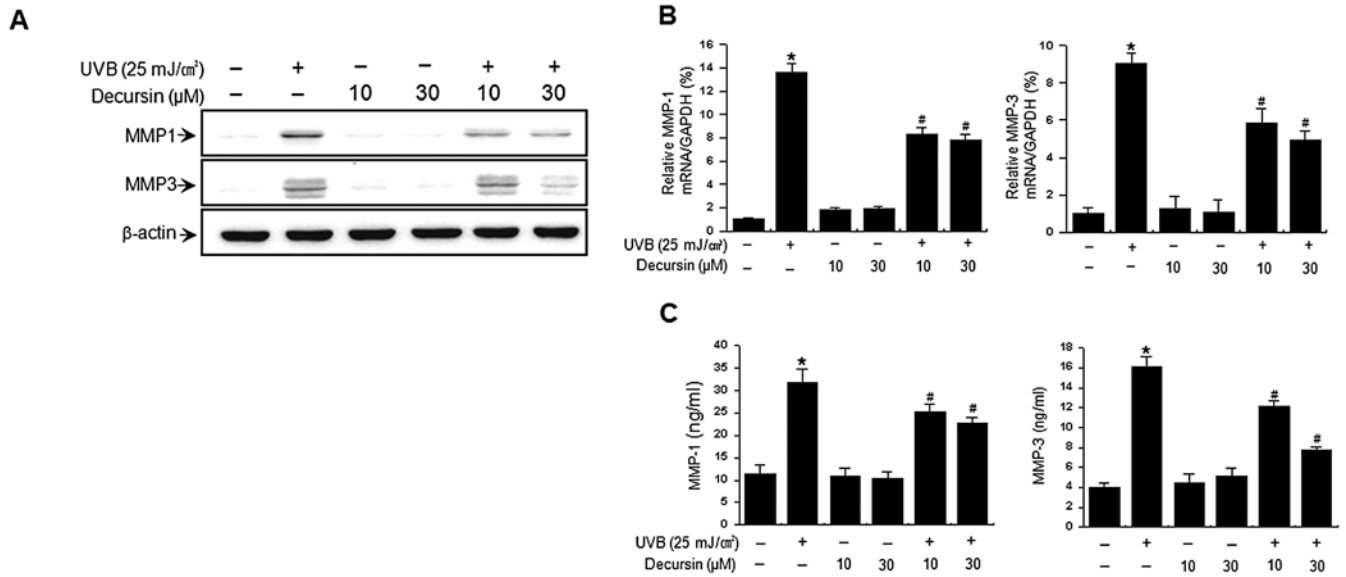 A
UVB (25 mJ/㎠) – + – – + +
Decursin (µM) – – 10 30 10 30
MMP1
MMP3
β-actin
B
Relative MMP-1
mRNA/GAPDH (%)
16
14
12
10
8
6
4
2
0
*
#
#
UVB (25 mJ/㎠) – + – – + +
Decursin (µM) – – 10 30 10 30
Relative MMP-3
mRNA/GAPDH (%)
10
8
6
4
2
0
*
#
#
– + – – + +
– – 10 30 10 30
C
MMP-1 (ng/ml)
40
35
30
25
20
15
10
5
0
*
#
#
UVB (25 mJ/㎠) – + – – + +
Decursin (µM) – – 10 30 10 30
MMP-3 (ng/ml)
18
16
14
12
10
8
6
4
2
0
*
#
#
– + – – + +
– – 10 30 10 30